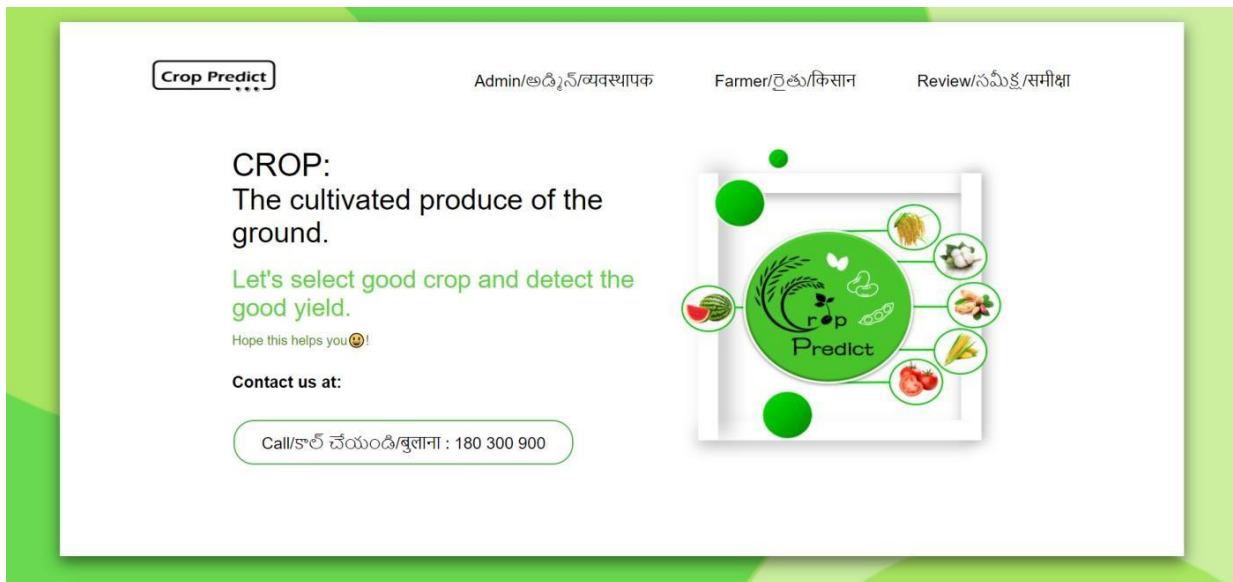 Crop Predict
Admin/అడ్మిన్/व्यवस्थापक
Farmer/రైతు/किसान
Review/సమీక్ష/समीक्षा
CROP:
The cultivated produce of the
ground.
Let's select good crop and detect the
good yield.
Hope this helps you😃!
Contact us at:
Call/కాల్ చేయండి/बुलाना : 180 300 900
Crop
Predict